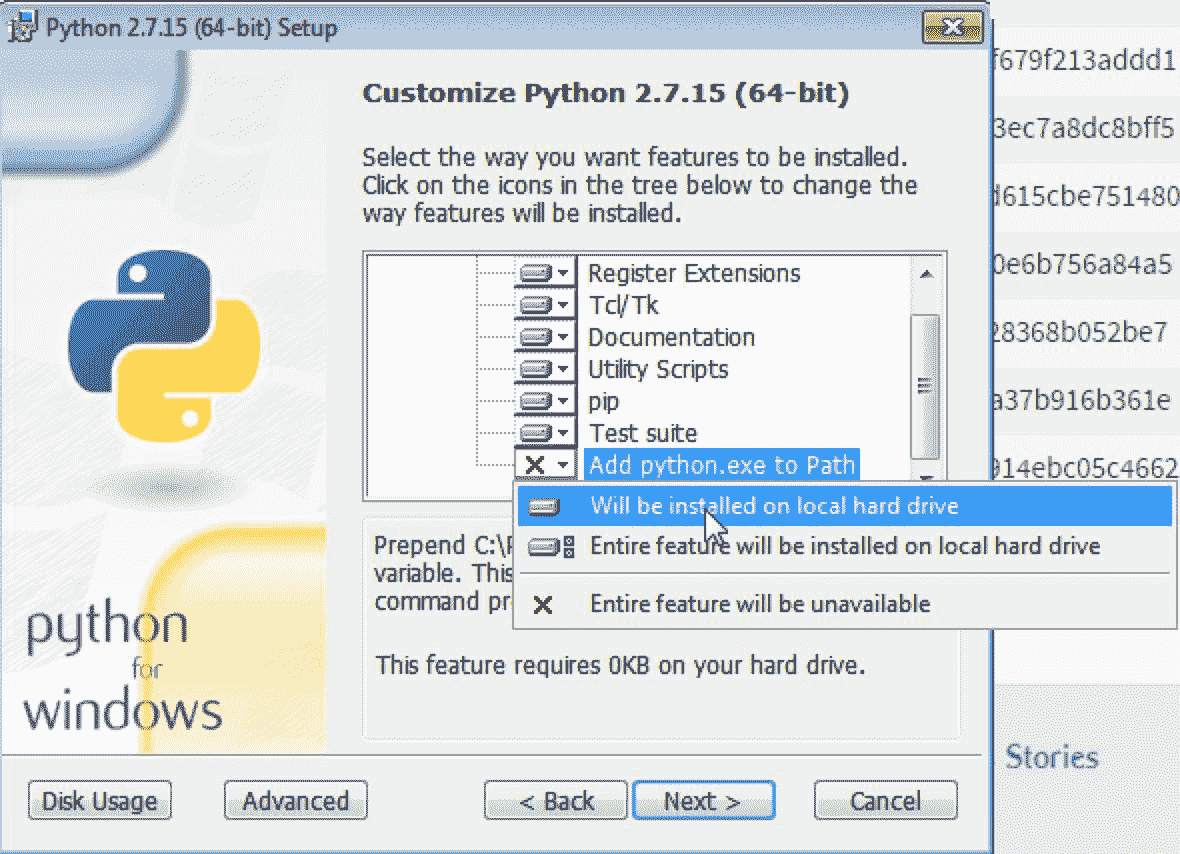 Python 2.7.15 (64-bit) Setup
Customize Python 2.7.15 (64-bit)
Select the way you want features to be installed.
Click on the icons in the tree below to change the
way features will be installed.
Register Extensions
Tcl/Tk
Documentation
Utility Scripts
pip
Test suite
Add python.exe to Path
Will be installed on local hard drive
Entire feature will be installed on local hard drive
Entire feature will be unavailable
Prepend C:\
variable. This
command pr
This feature requires 0KB on your hard drive.
python
for
windows
Disk Usage
Advanced
< Back
Next >
Cancel
f679f213addd1
3ec7a8dc8bff5
d615cbe751480
0e6b756a84a5
28368b052be7
a37b916b361e
914ebc05c4662
Stories